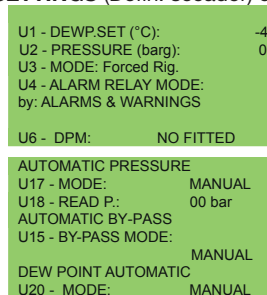 U1 - DEWP.SET (°C): -4
U2 - PRESSURE (barg): 0
U3 - MODE: Forced Rig.
U4 - ALARM RELAY MODE:
by: ALARMS & WARNINGS
U6 - DPM: NO FITTED
AUTOMATIC PRESSURE
U17 - MODE: MANUAL
U18 - READ P.: 00 bar
AUTOMATIC BY-PASS
U15 - BY-PASS MODE:
MANUAL
DEW POINT AUTOMATIC
U20 - MODE: MANUAL